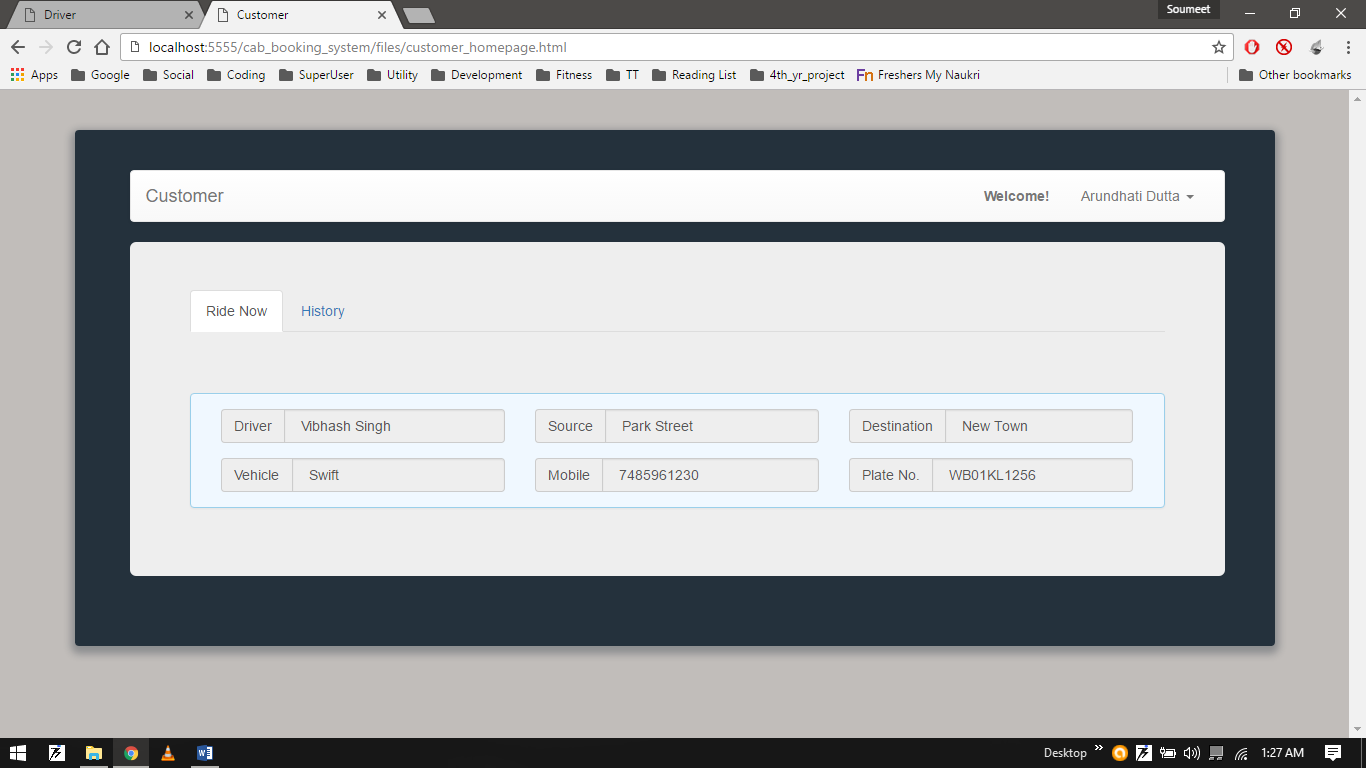 Driver Customer Soumeet
localhost:5555/cab_booking_system/files/customer_homepage.html
Apps Google Social Coding SuperUser Utility Development Fitness TT Reading List 4th_yr_project Fn Freshers My Naukri Other bookmarks
Customer Welcome! Arundhati Dutta
Ride Now History
Driver Vibhash Singh Source Park Street Destination New Town
Vehicle Swift Mobile 7485961230 Plate No. WB01KL1256
Desktop 1:27 AM